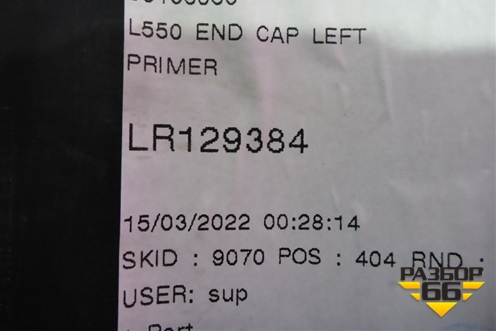 L550 END CAP LEFT
PRIMER
LR129384
15/03/2022 00:28:14
SKID : 9070 POS : 404 RND :
USER: sup
РАЗБОР
66